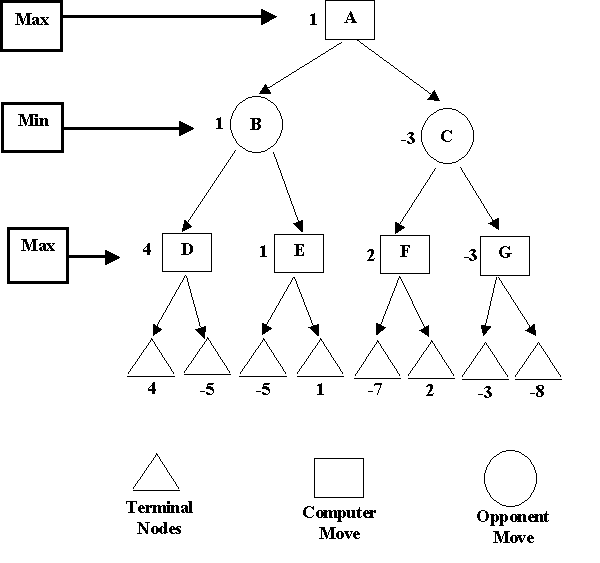 Max
1 A
Min
1 B
-3 C
Max
4 D
1 E
2 F
-3 G
4 -5 -5 1 -7 2 -3 -8
Terminal
Nodes
Computer
Move
Opponent
Move